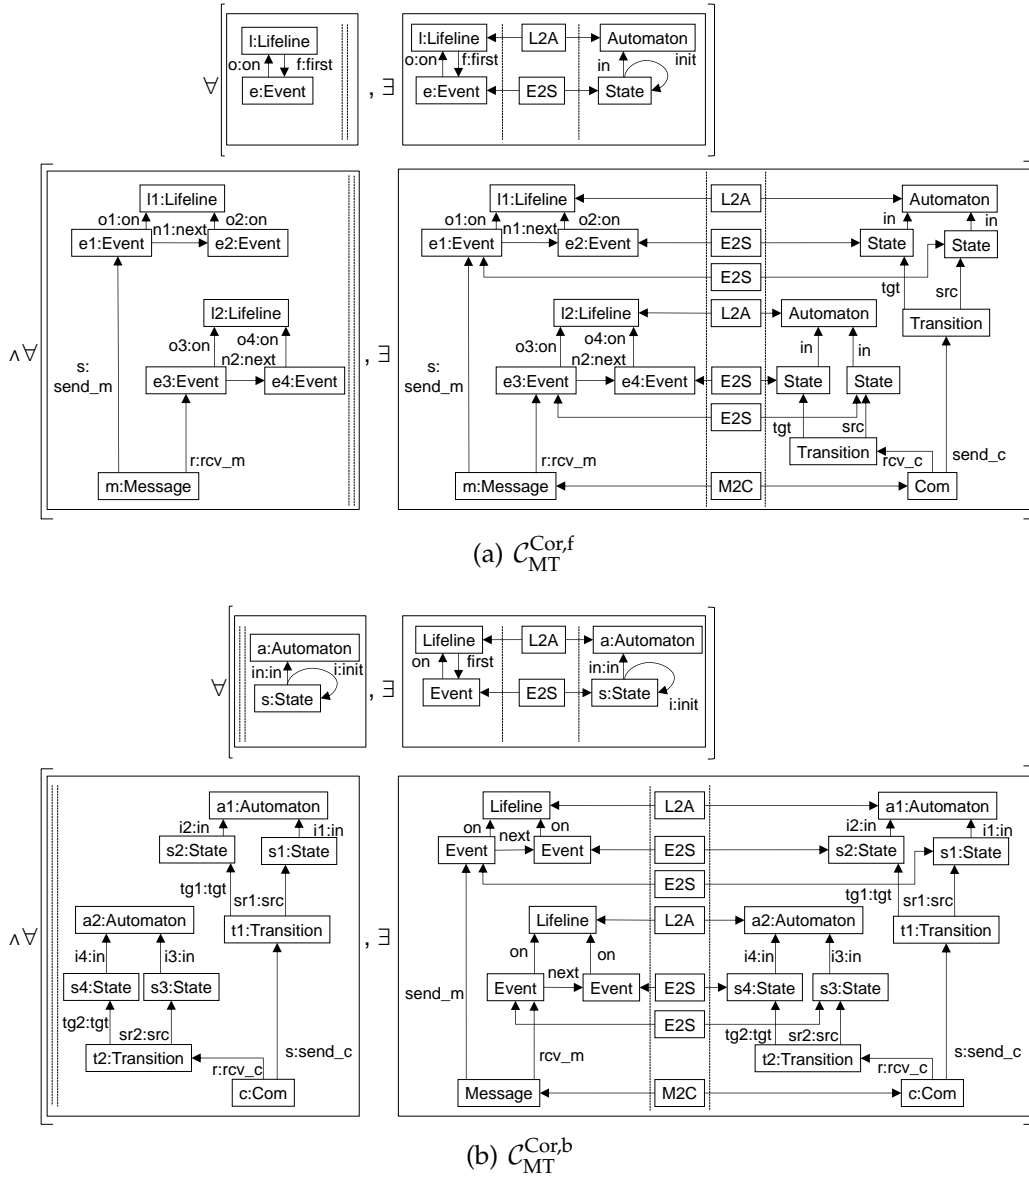 l:Lifeline
o:on f:first
e:Event
∀
, ∃
l:Lifeline L2A Automaton
o:on f:first in init
e:Event E2S State
∧∀
l1:Lifeline
o1:on n1:next o2:on
e1:Event e2:Event
l2:Lifeline
o3:on o4:on
n2:next
e3:Event e4:Event
s:
send_m
r:rcv_m
m:Message
, ∃
l1:Lifeline L2A Automaton
o1:on n1:next o2:on in in
e1:Event e2:Event E2S State State
E2S
tgt src
l2:Lifeline L2A Automaton Transition
o3:on o4:on in in
n2:next
s:
send_m
e3:Event e4:Event E2S State State
E2S
tgt src
Transition
r:rcv_m rcv_c send_c
m:Message M2C Com
(a) 𝒞 Cor,f MT
∀
a:Automaton
in:in i:init
s:State
, ∃
Lifeline L2A a:Automaton
on first in:in
Event E2S s:State
i:init
∧∀
a1:Automaton
i2:in i1:in
s2:State s1:State
tg1:tgt sr1:src
a2:Automaton t1:Transition
i4:in i3:in
s4:State s3:State
tg2:tgt sr2:src
t2:Transition
r:rcv_c s:send_c
c:Com
, ∃
Lifeline L2A a1:Automaton
on next on i2:in i1:in
Event Event E2S s2:State s1:State
E2S
tg1:tgt sr1:src
Lifeline L2A a2:Automaton t1:Transition
on on i4:in i3:in
next
send_m Event Event E2S s4:State s3:State
E2S
tg2:tgt sr2:src
t2:Transition
rcv_m r:rcv_c s:send_c
Message M2C c:Com
(b) 𝒞 Cor,b MT